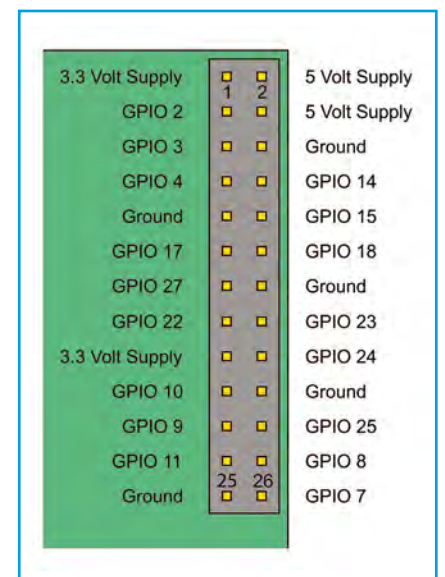 3.3 Volt Supply 5 Volt Supply
1 2
GPIO 2 5 Volt Supply
GPIO 3 Ground
GPIO 4 GPIO 14
Ground GPIO 15
GPIO 17 GPIO 18
GPIO 27 Ground
GPIO 22 GPIO 23
3.3 Volt Supply GPIO 24
GPIO 10 Ground
GPIO 9 GPIO 25
GPIO 11 GPIO 8
25 26
Ground GPIO 7